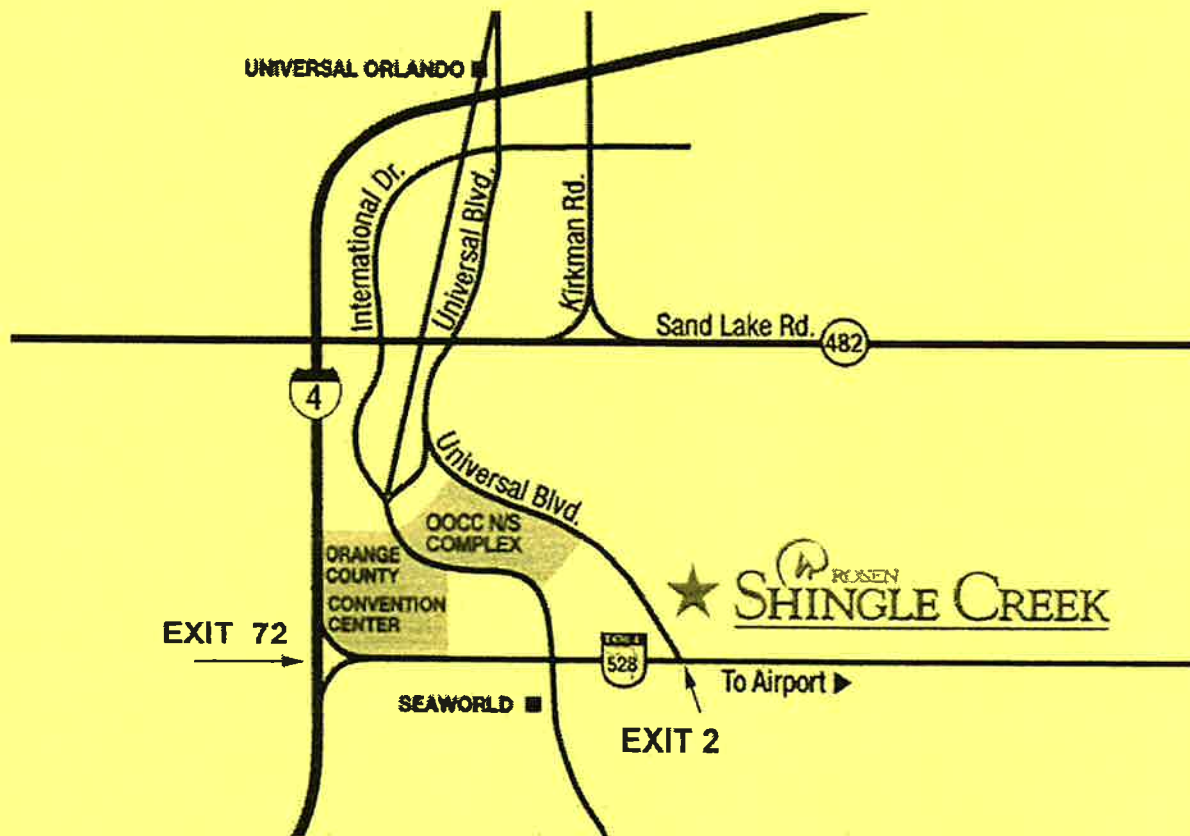 UNIVERSAL ORLANDO
International Dr.
Universal Blvd.
Kirkman Rd.
Sand Lake Rd.
482
4
Universal Blvd.
OOCC N/S
COMPLEX
ORANGE
COUNTY
CONVENTION
CENTER
ROSEN
SHINGLE CREEK
EXIT 72
528
To Airport
SEAWORLD
EXIT 2